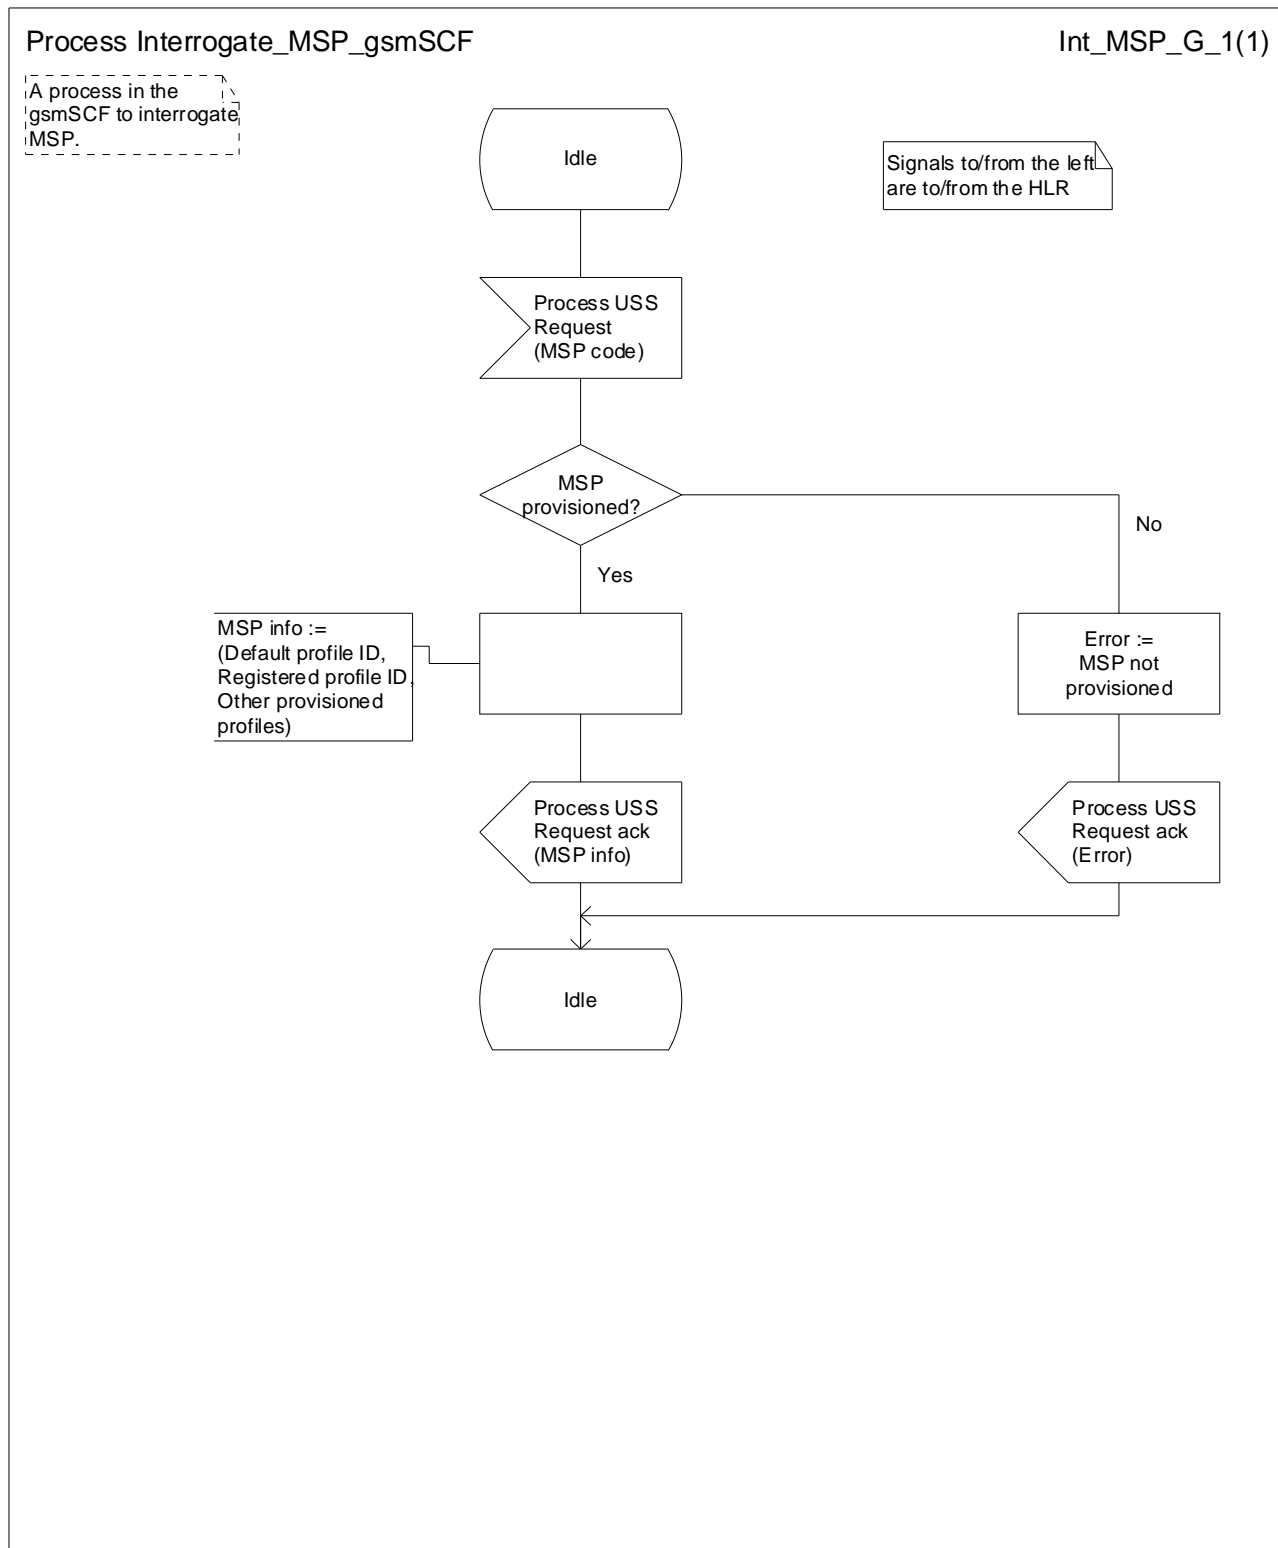 Process Interrogate_MSP_gsmSCF
Int_MSP_G_1(1)
A process in the
gsmSCF to interrogate
MSP.
Idle
Signals to/from the left
are to/from the HLR
Process USS
Request
(MSP code)
MSP
provisioned?
No
Yes
MSP info :=
(Default profile ID,
Registered profile ID,
Other provisioned
profiles)
Error :=
MSP not
provisioned
Process USS
Request ack
(MSP info)
Process USS
Request ack
(Error)
Idle